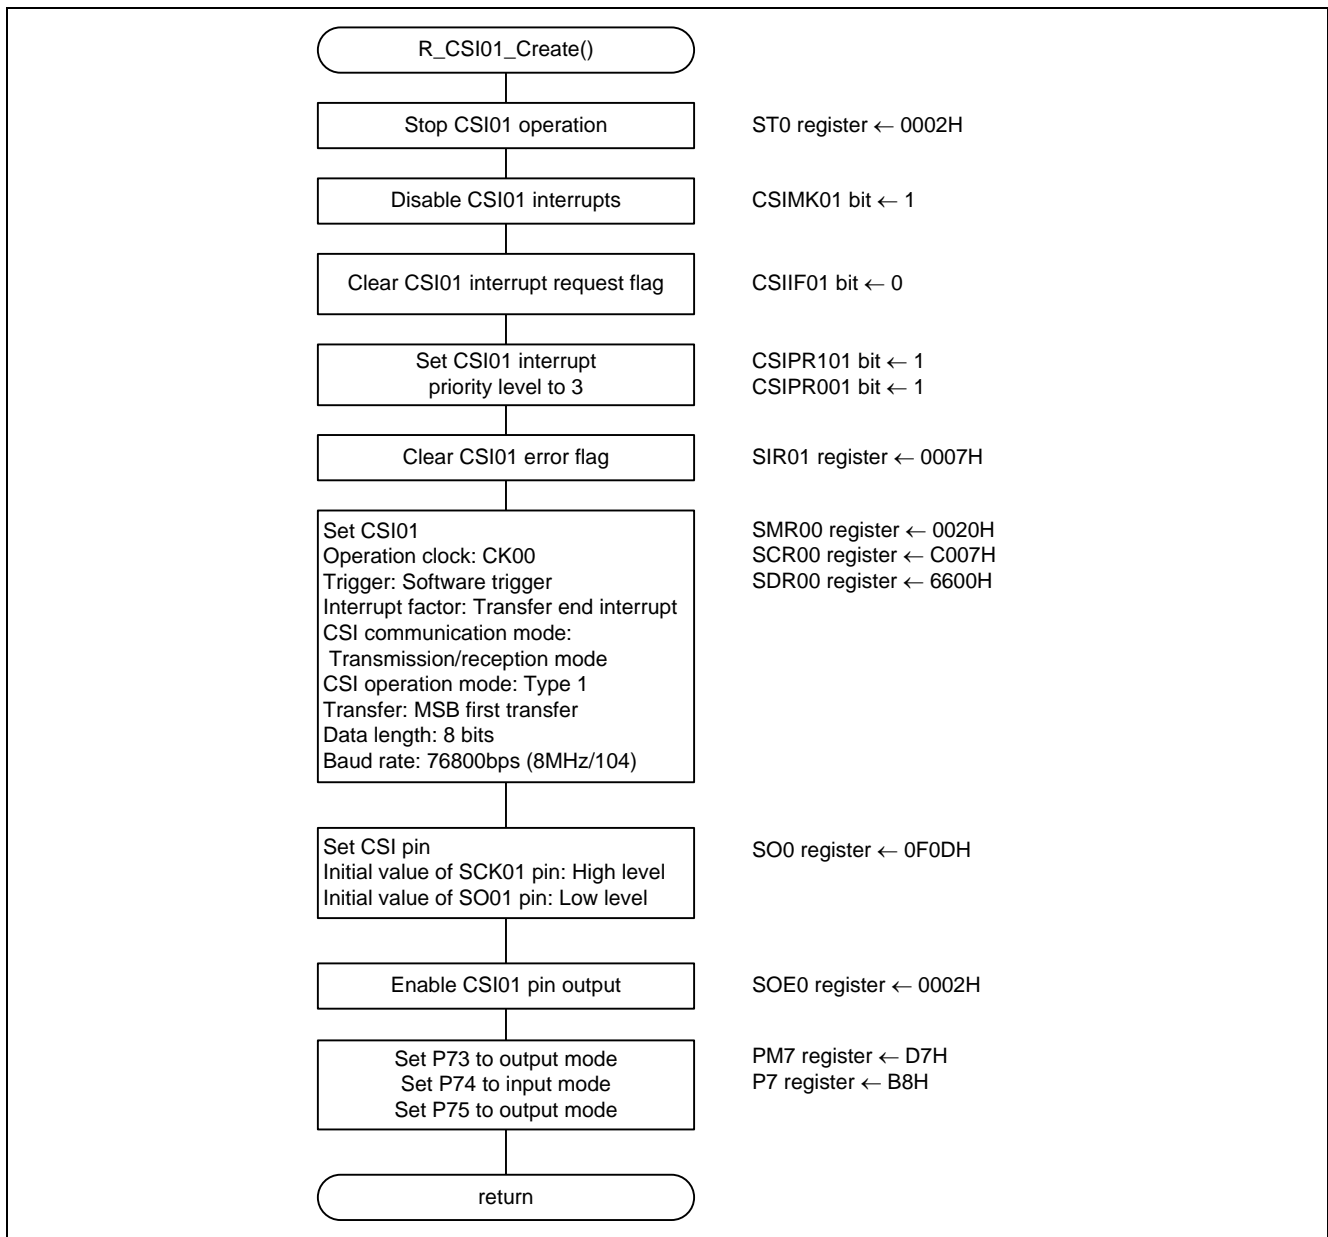 R_CSI01_Create()
Stop CSI01 operation
ST0 register ← 0002H
Disable CSI01 interrupts
CSIMK01 bit ← 1
Clear CSI01 interrupt request flag
CSIIF01 bit ← 0
Set CSI01 interrupt
priority level to 3
CSIPR101 bit ← 1
CSIPR001 bit ← 1
Clear CSI01 error flag
SIR01 register ← 0007H
Set CSI01
Operation clock: CK00
Trigger: Software trigger
Interrupt factor: Transfer end interrupt
CSI communication mode:
Transmission/reception mode
CSI operation mode: Type 1
Transfer: MSB first transfer
Data length: 8 bits
Baud rate: 76800bps (8MHz/104)
SMR00 register ← 0020H
SCR00 register ← C007H
SDR00 register ← 6600H
Set CSI pin
Initial value of SCK01 pin: High level
Initial value of SO01 pin: Low level
SO0 register ← 0F0DH
Enable CSI01 pin output
SOE0 register ← 0002H
Set P73 to output mode
Set P74 to input mode
Set P75 to output mode
PM7 register ← D7H
P7 register ← B8H
return